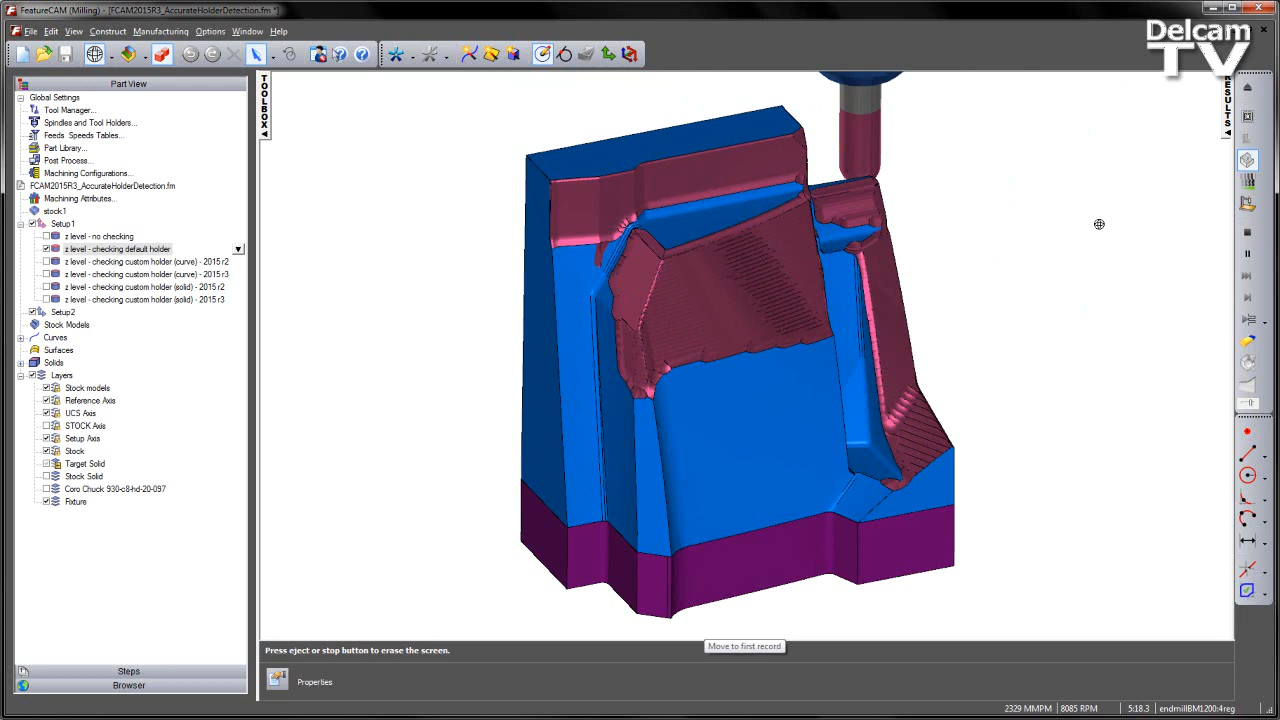 FeatureCAM (Milling) - [FCAM2015R3_AccurateHolderDetection.fm *]
File Edit View Construct Manufacturing Options Window Help
Delcam
TV
Part View
TOOLBOX
RESULTS
Global Settings
Tool Manager...
Spindles and Tool Holders...
Feeds Speeds Tables...
Part Library...
Post Process...
Machining Configurations...
FCAM2015R3_AccurateHolderDetection.fm
Machining Attributes...
stock1
Setup1
z level - no checking
z level - checking default holder
z level - checking custom holder (curve) - 2015 r2
z level - checking custom holder (curve) - 2015 r3
z level - checking custom holder (solid) - 2015 r2
z level - checking custom holder (solid) - 2015 r3
Setup2
Stock Models
Curves
Surfaces
Solids
Layers
Stock models
Reference Axis
UCS Axis
STOCK Axis
Setup Axis
Stock
Target Solid
Stock Solid
Coro Chuck 930-c8-hd-20-097
Fixture
Move to first record
Press eject or stop button to erase the screen.
Steps
Browser
Properties
2329 MMPM 8085 RPM 5:18.3 endmillBM1200:4reg